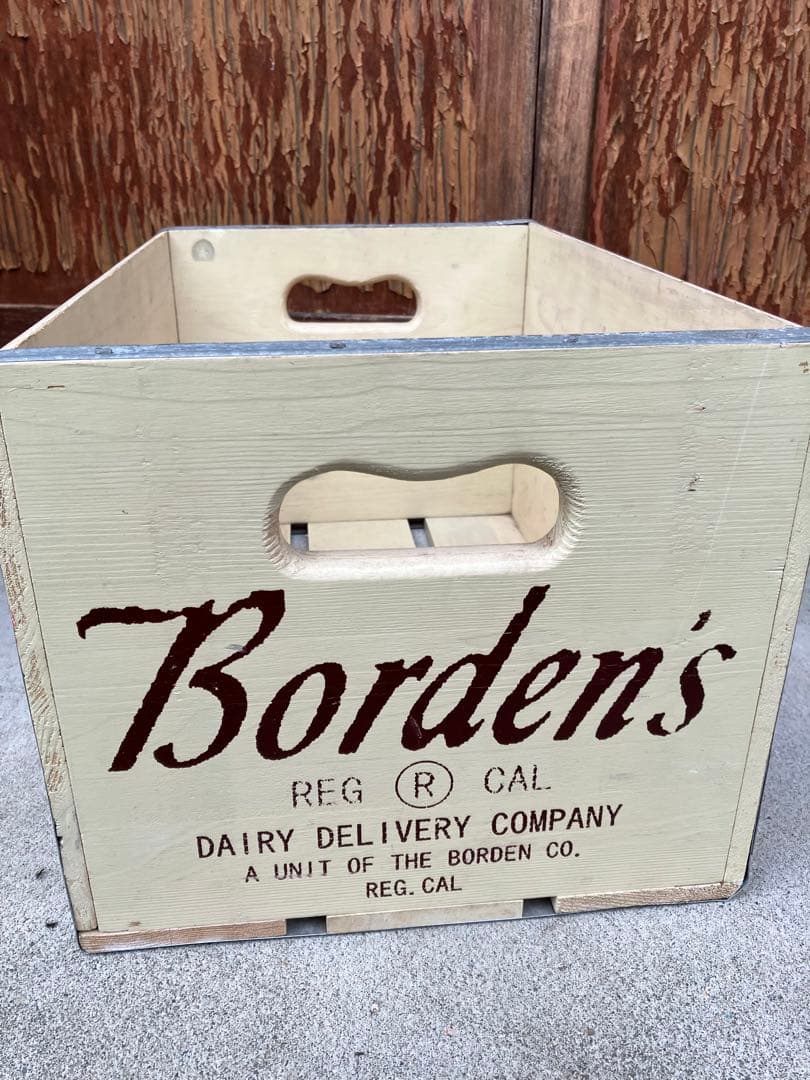 Borden's
REG ® CAL
DAIRY DELIVERY COMPANY
A UNIT OF THE BORDEN CO.
REG. CAL